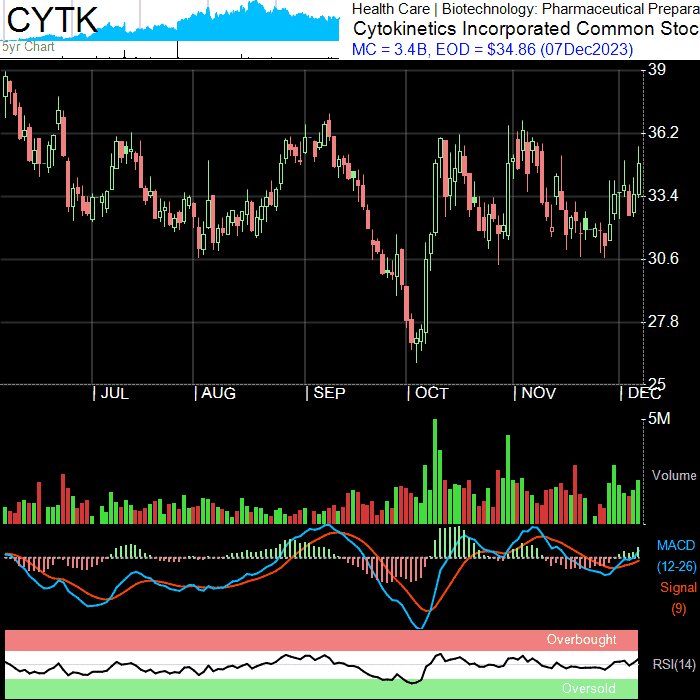 CYTK
5yr Chart
Health Care | Biotechnology: Pharmaceutical Prepara
Cytokinetics Incorporated Common Stoc
MC = 3.4B, EOD = $34.86 (07Dec2023)
39
36.2
33.4
30.6
27.8
25
| JUL | AUG | SEP | OCT | NOV | DEC
5M
Volume
MACD
(12-26)
Signal
(9)
Overbought
RSI(14)
Oversold